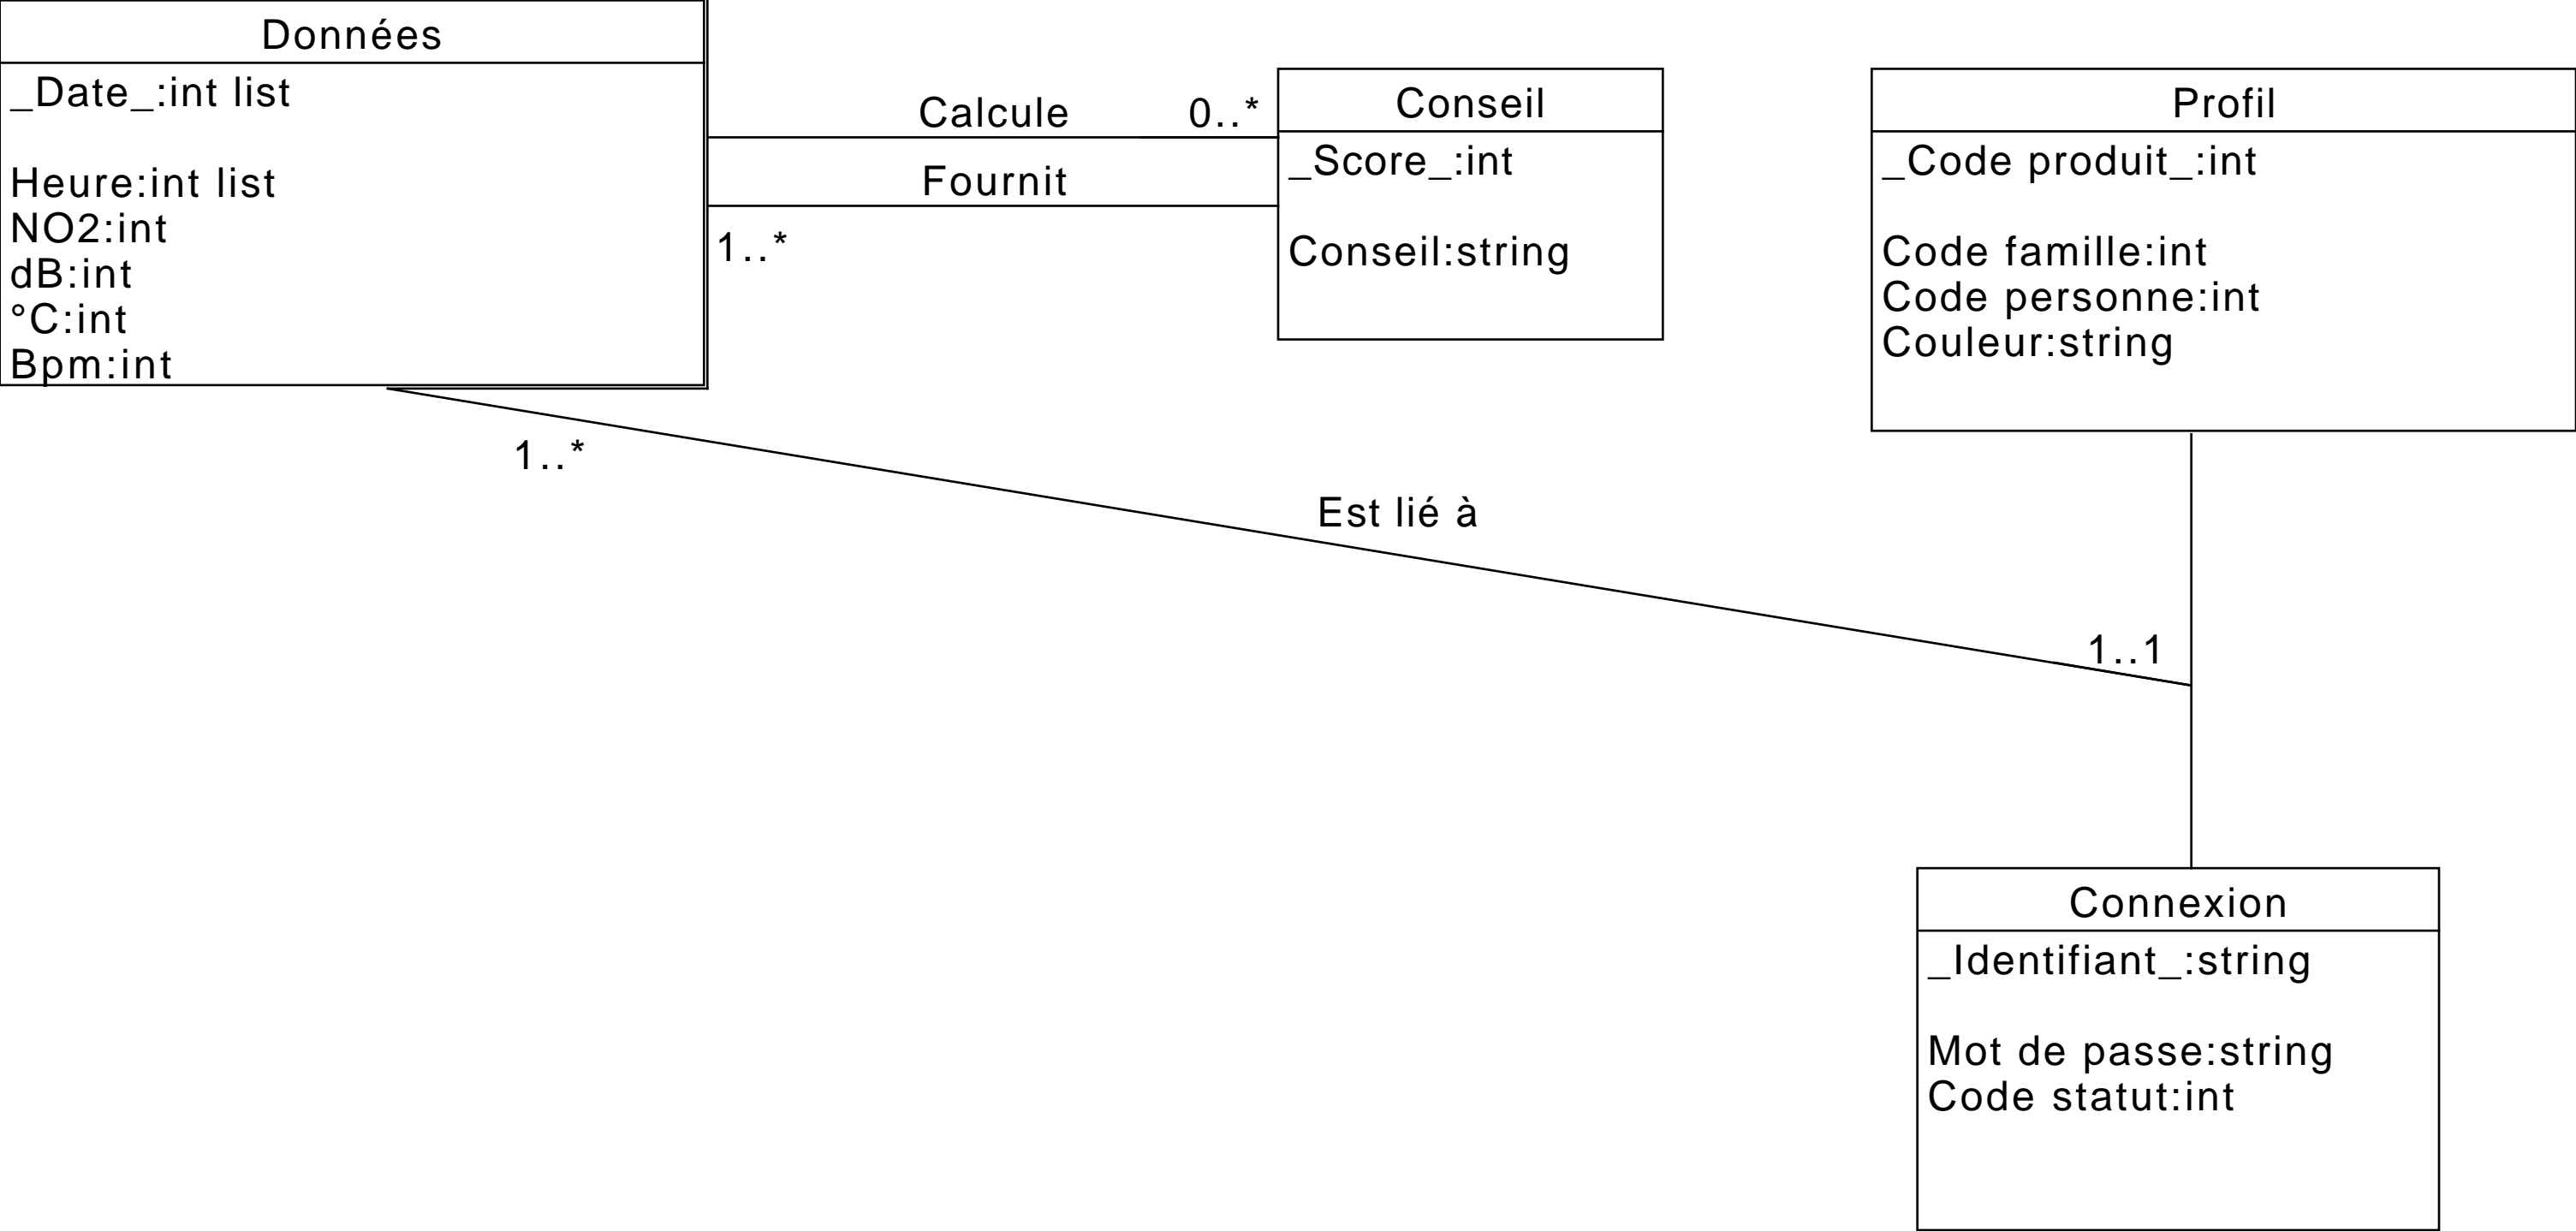 Données
_Date_:int list
Heure:int list
NO2:int
dB:int
°C:int
Bpm:int
Calcule
0..*
Fournit
1..*
Conseil
_Score_:int
Conseil:string
Profil
_Code produit_:int
Code famille:int
Code personne:int
Couleur:string
1..*
Est lié à
1..1
Connexion
_Identifiant_:string
Mot de passe:string
Code statut:int